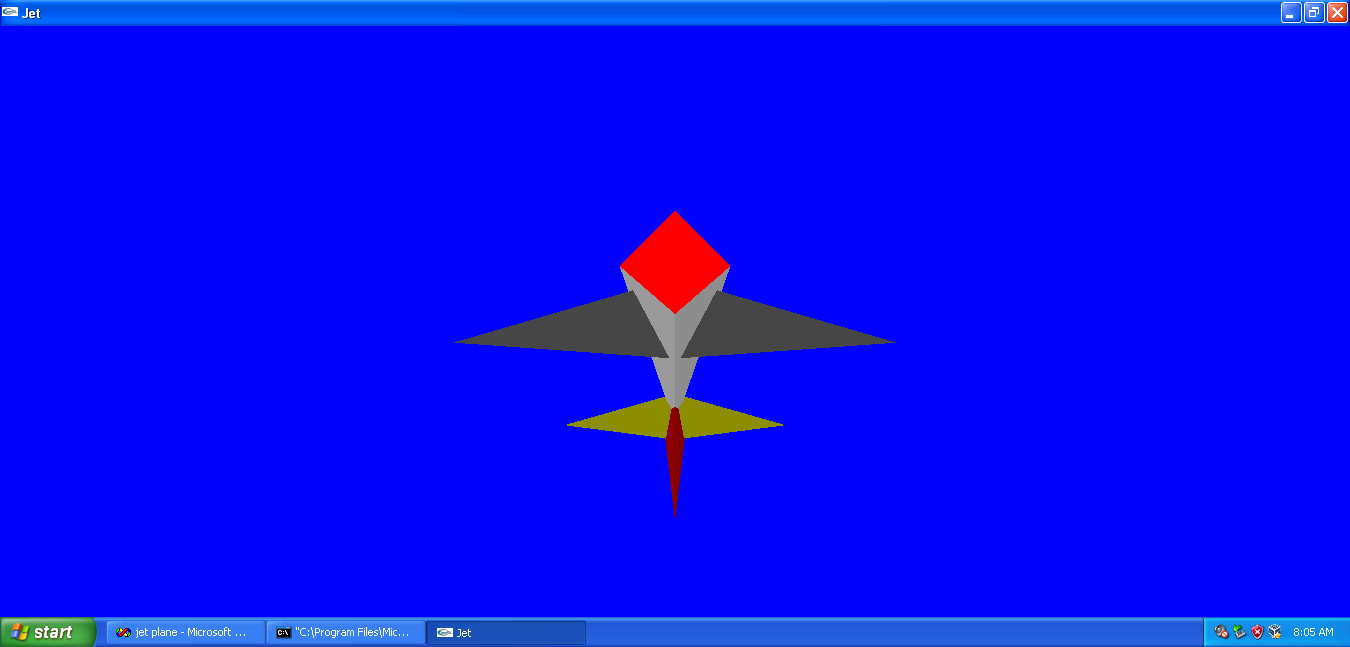 Jet
start
jet plane - Microsoft ...
"C:\Program Files\Mic...
Jet
8:05 AM